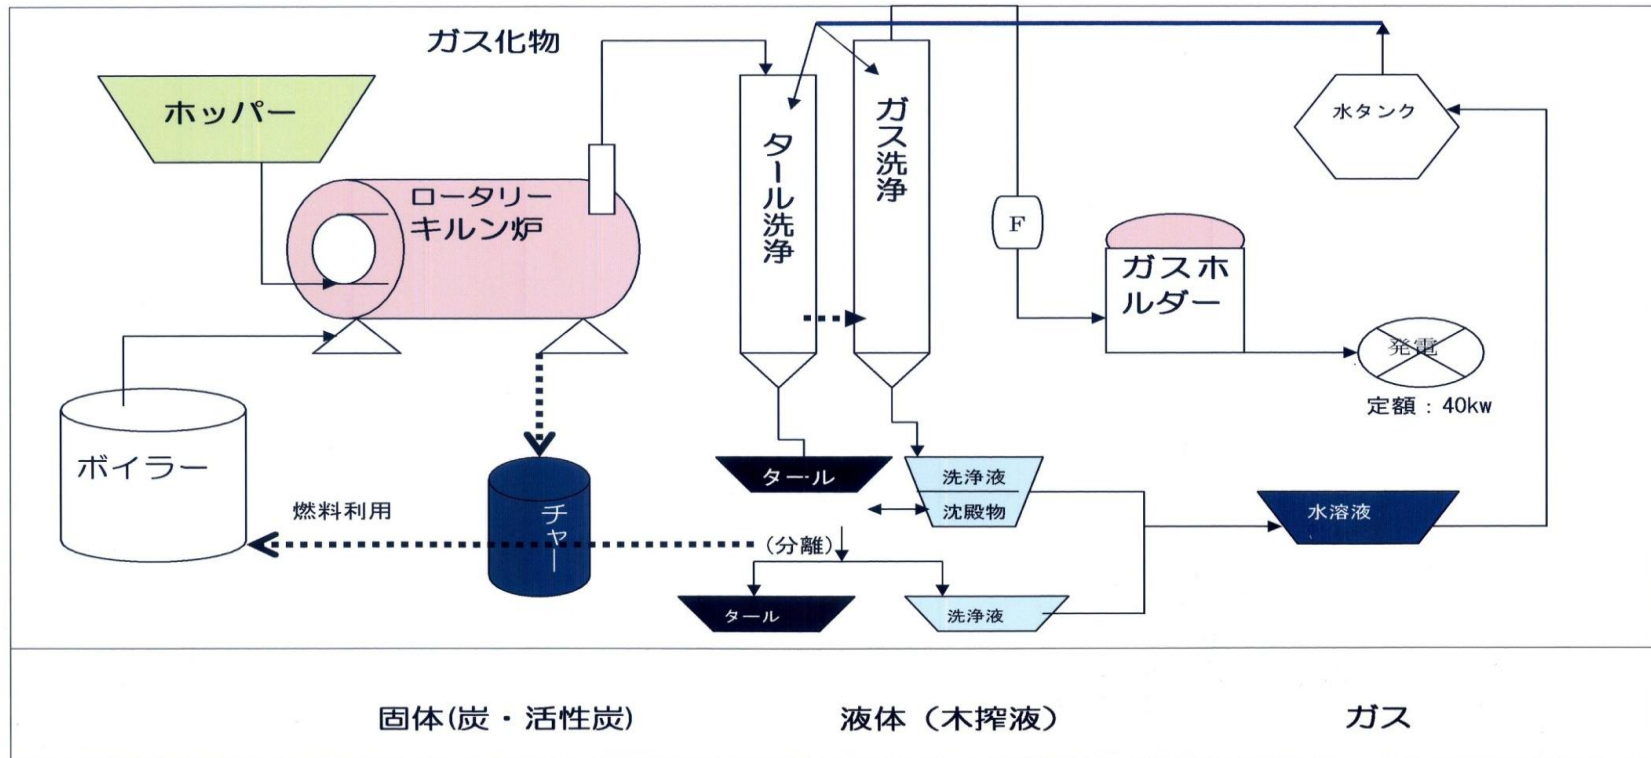 ガス化物
ホッパー
ロータリー
キルン炉
タール洗浄
ガス洗浄
水タンク
F
ガスホ
ルダー
発電
定額：40kw
ボイラー
燃料利用
チャー
タール
洗浄液
沈殿物
水溶液
(分離)
タール
洗浄液
固体(炭・活性炭)
液体（木搾液）
ガス